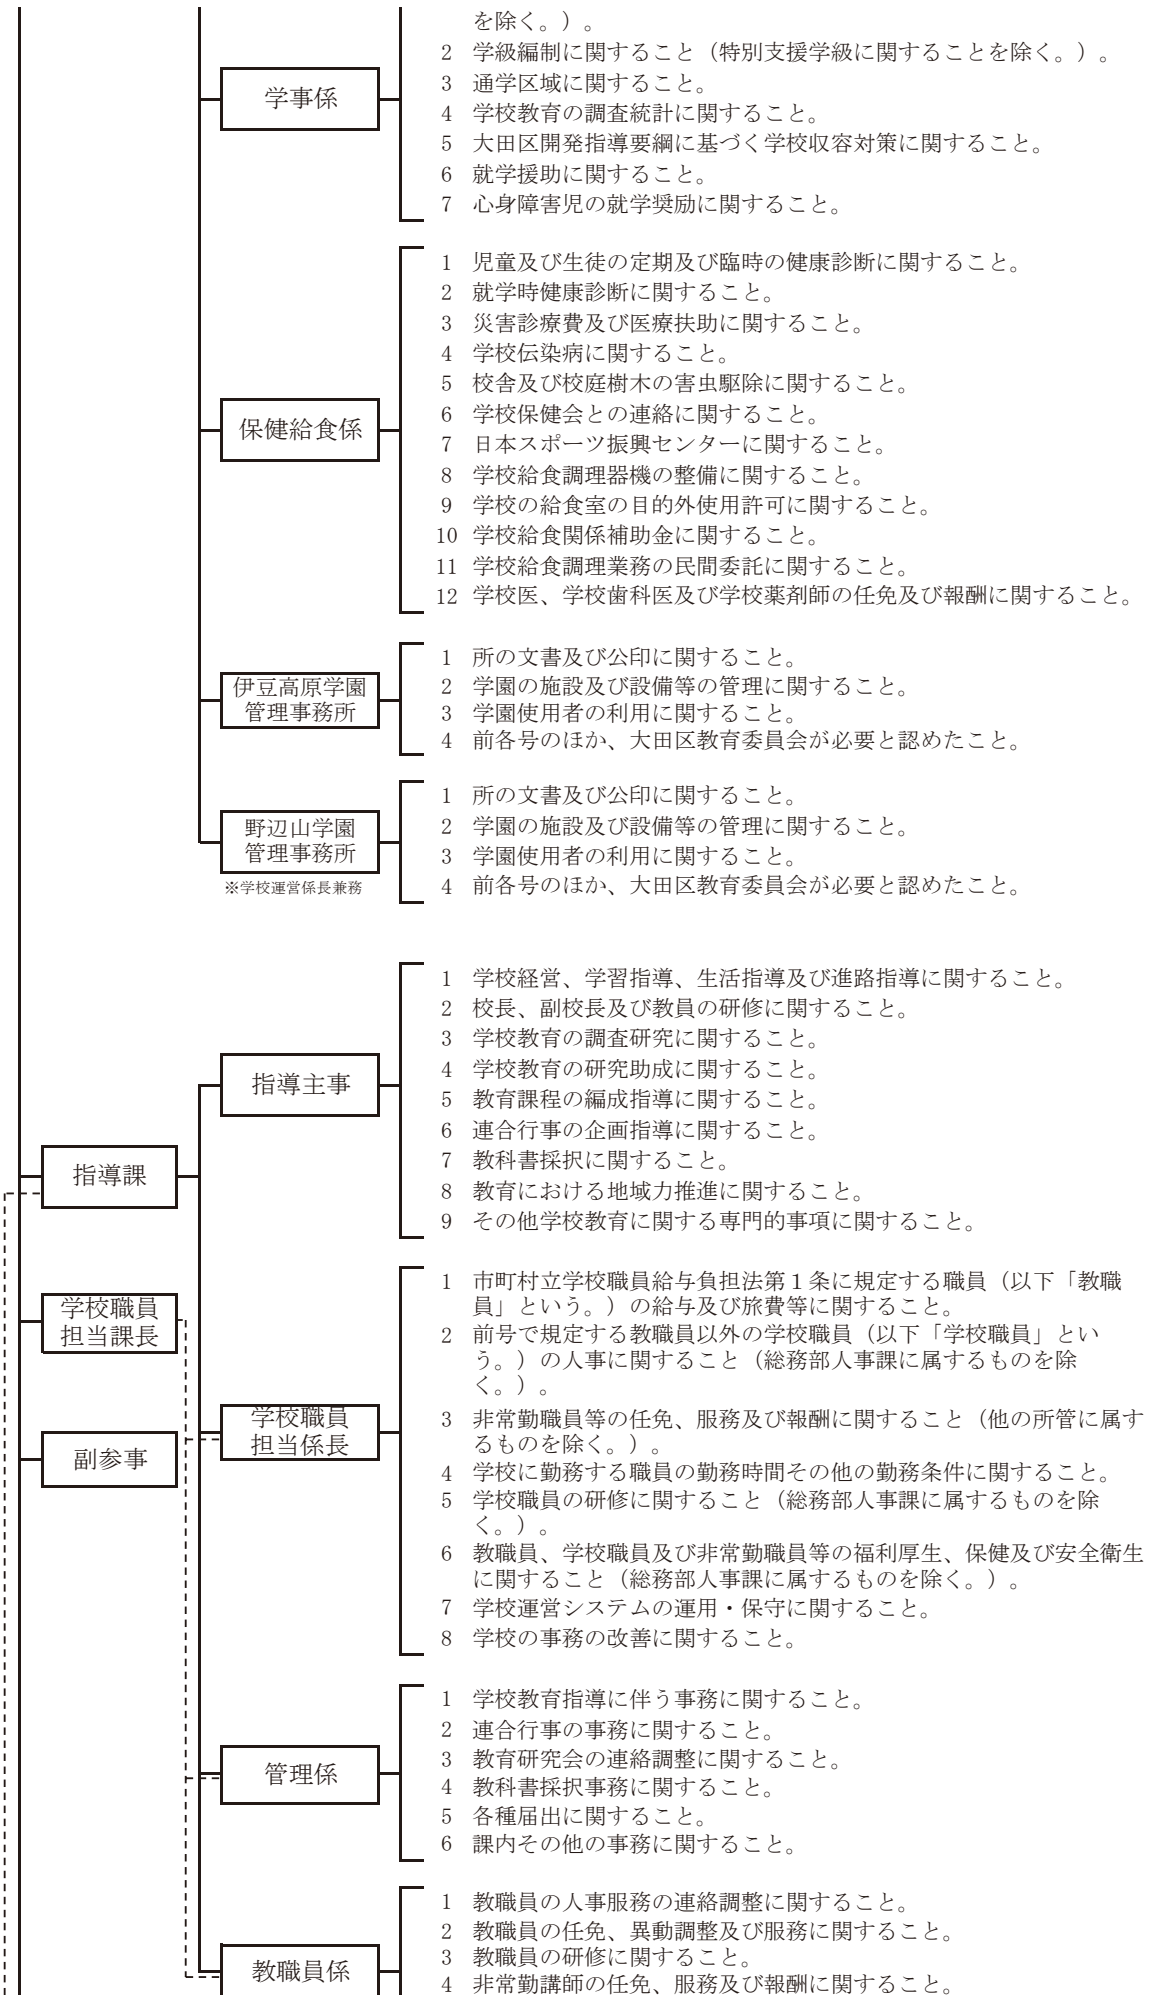 を除く。）。
2 学級編制に関すること（特別支援学級に関することを除く。）。
学事係
3 通学区域に関すること。
4 学校教育の調査統計に関すること。
5 大田区開発指導要綱に基づく学校収容対策に関すること。
6 就学援助に関すること。
7 心身障害児の就学奨励に関すること。
保健給食係
1 児童及び生徒の定期及び臨時の健康診断に関すること。
2 就学時健康診断に関すること。
3 災害診療費及び医療扶助に関すること。
4 学校伝染病に関すること。
5 校舎及び校庭樹木の害虫駆除に関すること。
6 学校保健会との連絡に関すること。
7 日本スポーツ振興センターに関すること。
8 学校給食調理器機の整備に関すること。
9 学校の給食室の目的外使用許可に関すること。
10 学校給食関係補助金に関すること。
11 学校給食調理業務の民間委託に関すること。
12 学校医、学校歯科医及び学校薬剤師の任免及び報酬に関すること。
伊豆高原学園
管理事務所
1 所の文書及び公印に関すること。
2 学園の施設及び設備等の管理に関すること。
3 学園使用者の利用に関すること。
4 前各号のほか、大田区教育委員会が必要と認めたこと。
野辺山学園
管理事務所
※学校運営係長兼務
1 所の文書及び公印に関すること。
2 学園の施設及び設備等の管理に関すること。
3 学園使用者の利用に関すること。
4 前各号のほか、大田区教育委員会が必要と認めたこと。
指導課
指導主事
1 学校経営、学習指導、生活指導及び進路指導に関すること。
2 校長、副校長及び教員の研修に関すること。
3 学校教育の調査研究に関すること。
4 学校教育の研究助成に関すること。
5 教育課程の編成指導に関すること。
6 連合行事の企画指導に関すること。
7 教科書採択に関すること。
8 教育における地域力推進に関すること。
9 その他学校教育に関する専門的事項に関すること。
学校職員
担当課長
副参事
学校職員
担当係長
1 市町村立学校職員給与負担法第１条に規定する職員（以下「教職
員」という。）の給与及び旅費等に関すること。
2 前号で規定する教職員以外の学校職員（以下「学校職員」とい
う。）の人事に関すること（総務部人事課に属するものを除
く。）。
3 非常勤職員等の任免、服務及び報酬に関すること（他の所管に属す
るものを除く。）。
4 学校に勤務する職員の勤務時間その他の勤務条件に関すること。
5 学校職員の研修に関すること（総務部人事課に属するものを除
く。）。
6 教職員、学校職員及び非常勤職員等の福利厚生、保健及び安全衛生
に関すること（総務部人事課に属するものを除く。）。
7 学校運営システムの運用・保守に関すること。
8 学校の事務の改善に関すること。
管理係
1 学校教育指導に伴う事務に関すること。
2 連合行事の事務に関すること。
3 教育研究会の連絡調整に関すること。
4 教科書採択事務に関すること。
5 各種届出に関すること。
6 課内その他の事務に関すること。
教職員係
1 教職員の人事服務の連絡調整に関すること。
2 教職員の任免、異動調整及び服務に関すること。
3 教職員の研修に関すること。
4 非常勤講師の任免、服務及び報酬に関すること。